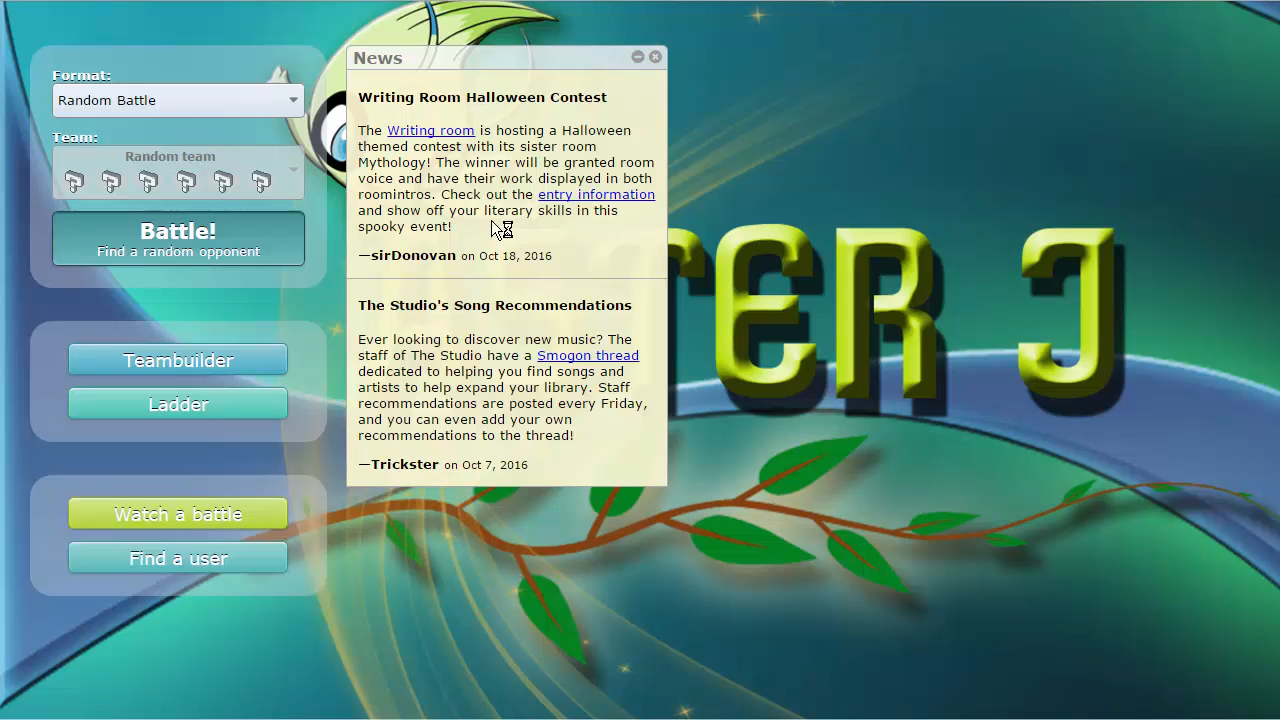 Format:
Random Battle
Team:
Random team
Battle!
Find a random opponent
Teambuilder
Ladder
Watch a battle
Find a user
News
Writing Room Halloween Contest
The Writing room is hosting a Halloween
themed contest with its sister room
Mythology! The winner will be granted room
voice and have their work displayed in both
roomintros. Check out the entry information
and show off your literary skills in this
spooky event!
—sirDonovan on Oct 18, 2016
The Studio's Song Recommendations
Ever looking to discover new music? The
staff of The Studio have a Smogon thread
dedicated to helping you find songs and
artists to help expand your library. Staff
recommendations are posted every Friday,
and you can even add your own
recommendations to the thread!
—Trickster on Oct 7, 2016
TER J